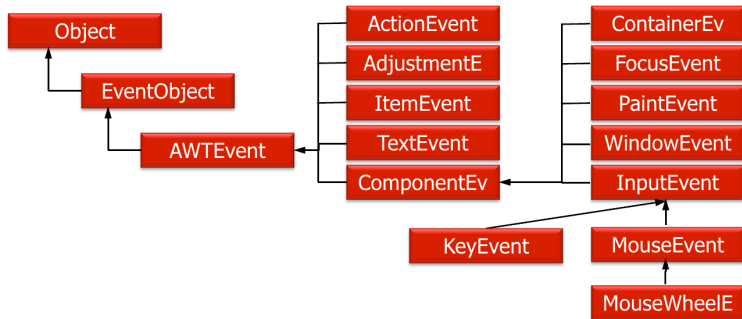 Object
EventObject
AWTEvent
ActionEvent
AdjustmentE
ItemEvent
TextEvent
ComponentEv
ContainerEv
FocusEvent
PaintEvent
WindowEvent
InputEvent
KeyEvent
MouseEvent
MouseWheelE